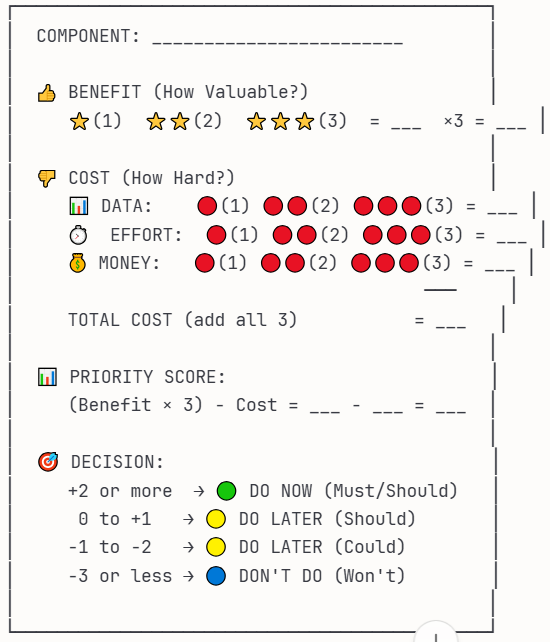 COMPONENT: ________________________
👍 BENEFIT (How Valuable?)
⭐(1) ⭐⭐(2) ⭐⭐⭐(3) = ___ ×3 = ___
👎 COST (How Hard?)
📊 DATA: 🔴(1) 🔴🔴(2) 🔴🔴🔴(3) = ___
⏱ EFFORT: 🔴(1) 🔴🔴(2) 🔴🔴🔴(3) = ___
💰 MONEY: 🔴(1) 🔴🔴(2) 🔴🔴🔴(3) = ___
TOTAL COST (add all 3) = ___
📊 PRIORITY SCORE:
(Benefit × 3) - Cost = ___ - ___ = ___
🎯 DECISION:
+2 or more → 🟢 DO NOW (Must/Should)
0 to +1 → 🟡 DO LATER (Should)
-1 to -2 → 🟡 DO LATER (Could)
-3 or less → 🔵 DON'T DO (Won't)